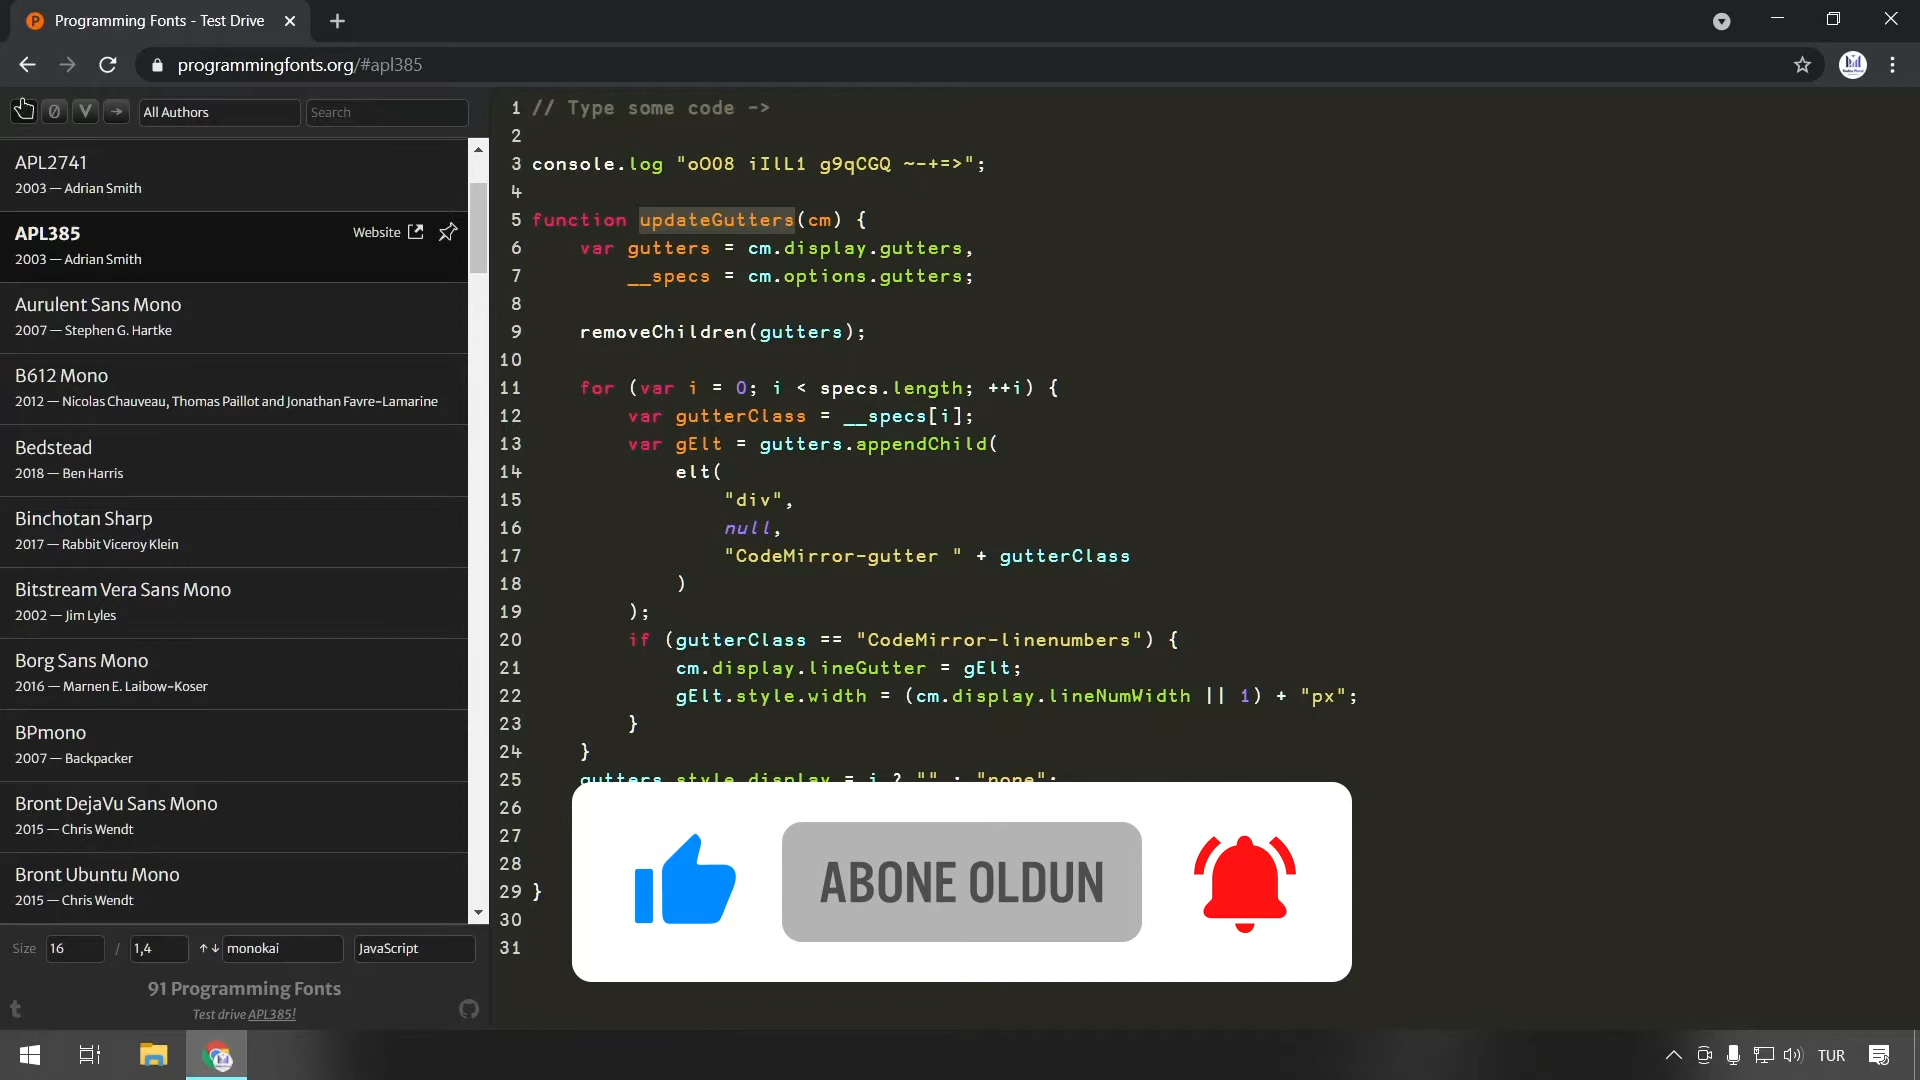 Programming Fonts - Test Drive
programmingfonts.org/#apl385
All Authors
Search
APL2741
2003 — Adrian Smith
APL385
Website
2003 — Adrian Smith
Aurulent Sans Mono
2007 — Stephen G. Hartke
B612 Mono
2012 — Nicolas Chauveau, Thomas Paillot and Jonathan Favre-Lamarine
Bedstead
2018 — Ben Harris
Binchotan Sharp
2017 — Rabbit Viceroy Klein
Bitstream Vera Sans Mono
2002 — Jim Lyles
Borg Sans Mono
2016 — Marnen E. Laibow-Koser
BPmono
2007 — Backpacker
Bront DejaVu Sans Mono
2015 — Chris Wendt
Bront Ubuntu Mono
2015 — Chris Wendt
Size 16 / 1,4 ↑↓ monokai JavaScript
91 Programming Fonts
Test drive APL385!
1 // Type some code ->
2
3 console.log "oO08 iIlL1 g9qCGQ ~-+=>";
4
5 function updateGutters(cm) {
6 var gutters = cm.display.gutters,
7 __specs = cm.options.gutters;
8
9 removeChildren(gutters);
10
11 for (var i = 0; i < specs.length; ++i) {
12 var gutterClass = __specs[i];
13 var gElt = gutters.appendChild(
14 elt(
15 "div",
16 null,
17 "CodeMirror-gutter " + gutterClass
18 )
19 );
20 if (gutterClass == "CodeMirror-linenumbers") {
21 cm.display.lineGutter = gElt;
22 gElt.style.width = (cm.display.lineNumWidth || 1) + "px";
23 }
24 }
25 gutters.style.display = i ? "" : "none";
26
27
28
29 }
30
31
ABONE OLDUN
TUR